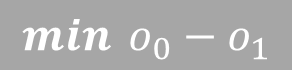 min o₀ − o₁